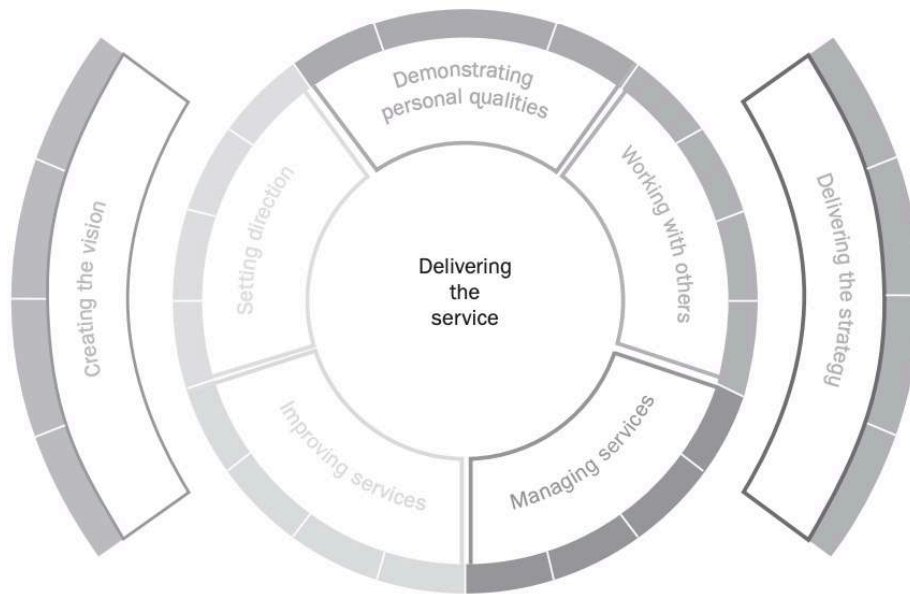 Demonstrating
personal qualities
Working with others
Managing services
Improving services
Setting direction
Delivering
the
service
Creating the vision
Delivering the strategy